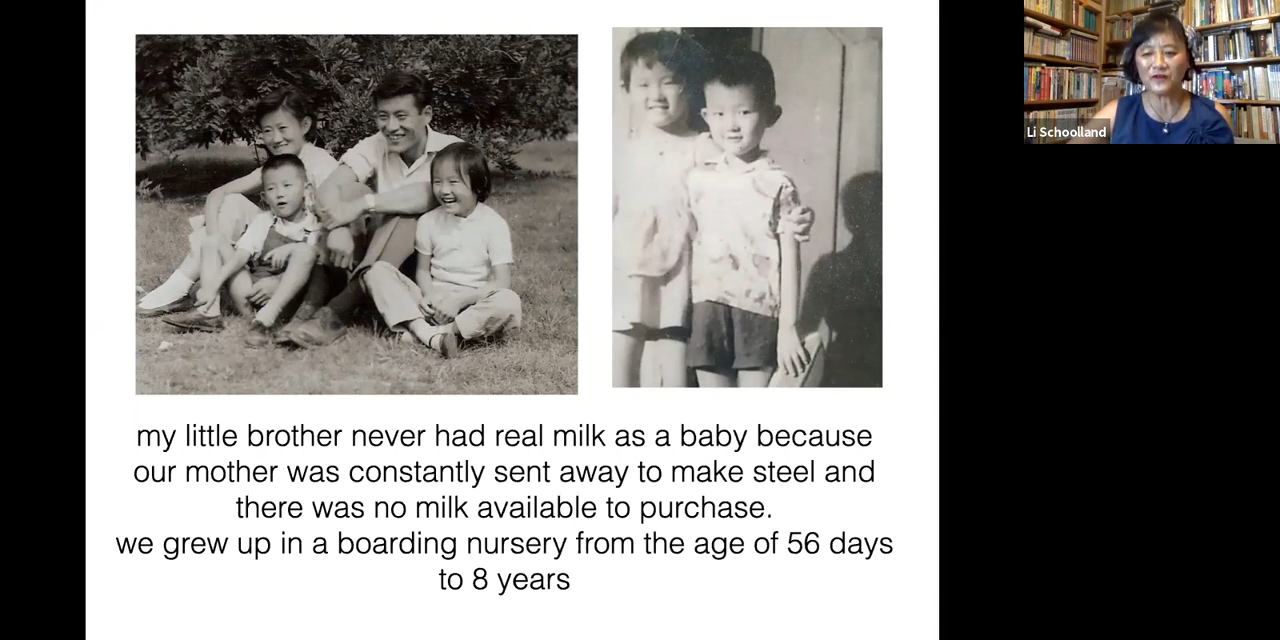 Li Schoolland
my little brother never had real milk as a baby because
our mother was constantly sent away to make steel and
there was no milk available to purchase.
we grew up in a boarding nursery from the age of 56 days
to 8 years